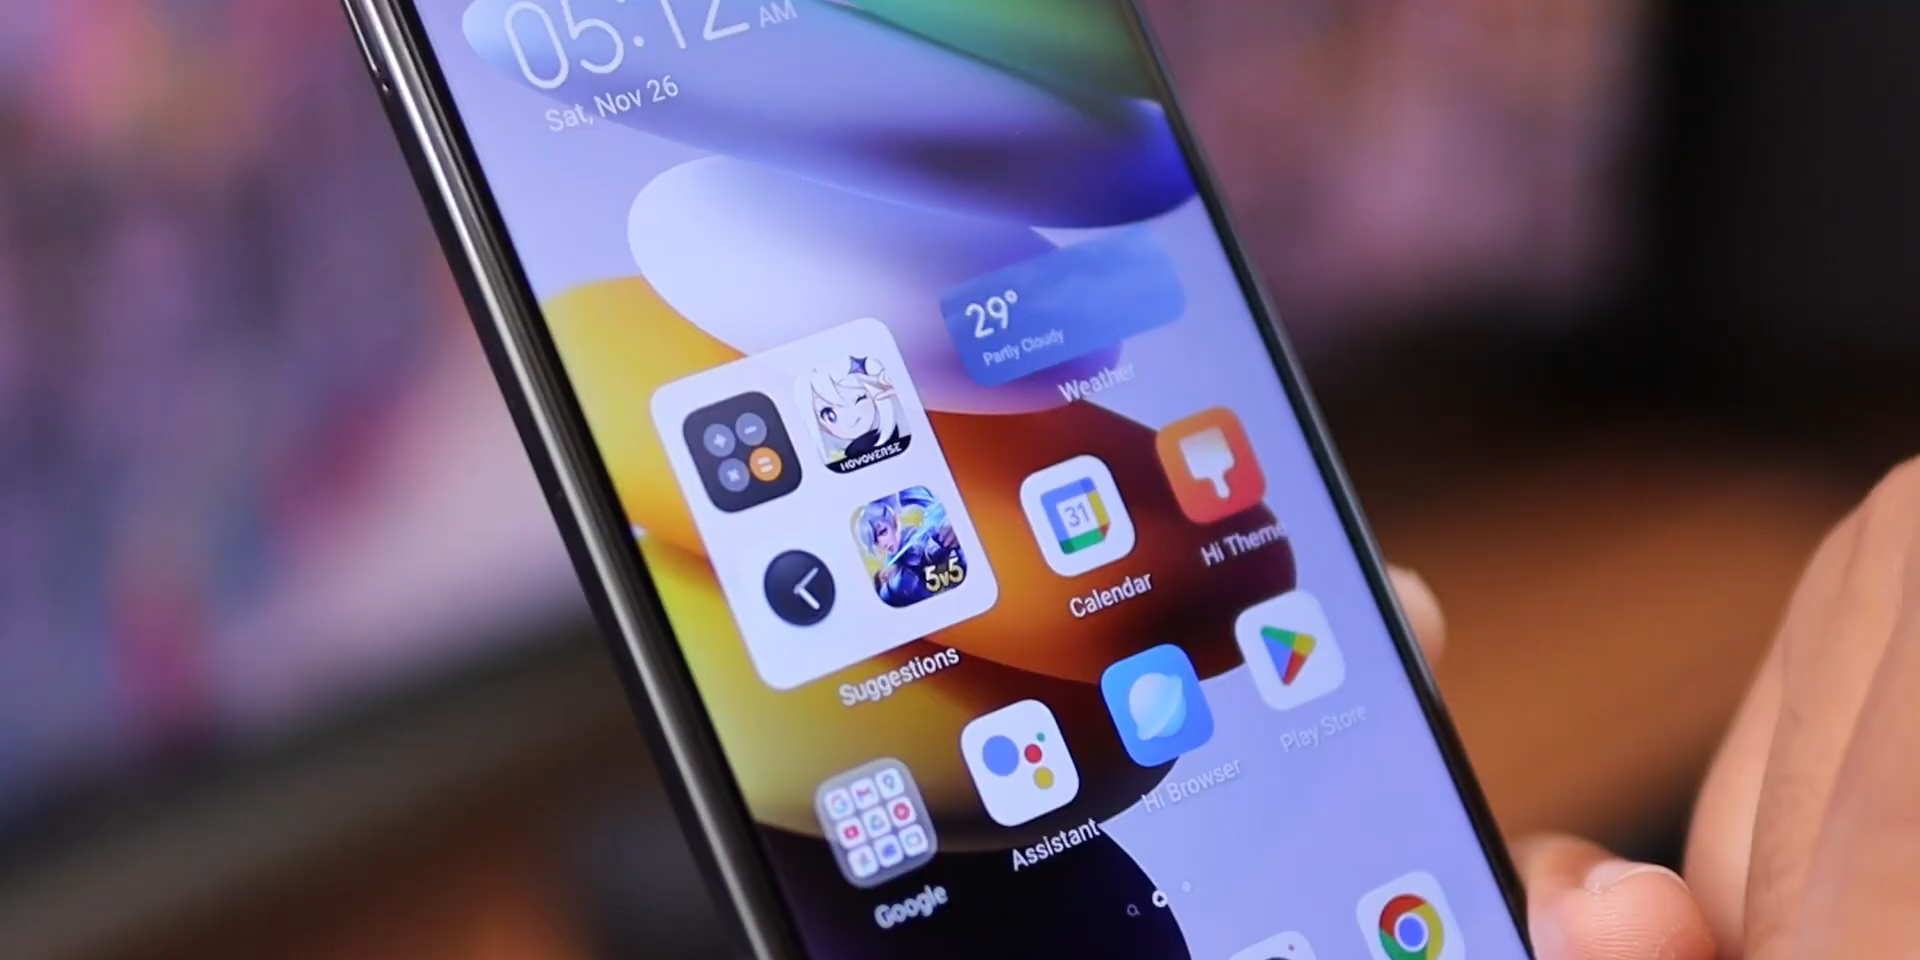 05:12 AM
Sat, Nov 26
29°
Partly Cloudy
Weather
HOYOVERSE
5v5
Suggestions
31
Calendar
Hi Theme
Google
Assistant
Hi Browser
Play Store